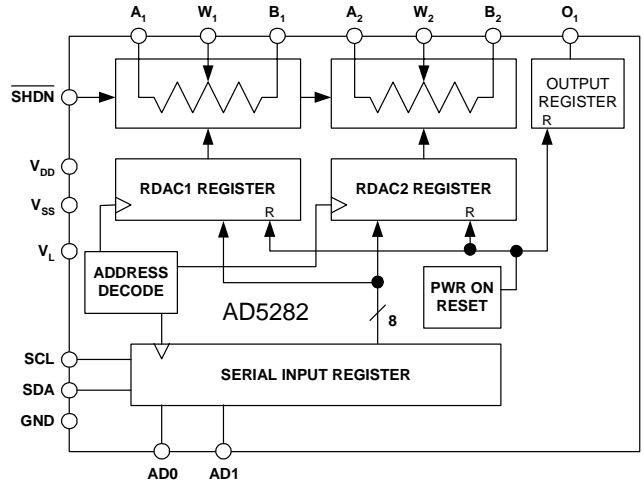 A1 W1 B1 A2 W2 B2 O1
SHDN
OUTPUT
REGISTER
R
VDD
RDAC1 REGISTER
R
RDAC2 REGISTER
R
VSS
VL
ADDRESS
DECODE
PWR ON
RESET
AD5282
8
SCL
SERIAL INPUT REGISTER
SDA
GND
AD0 AD1